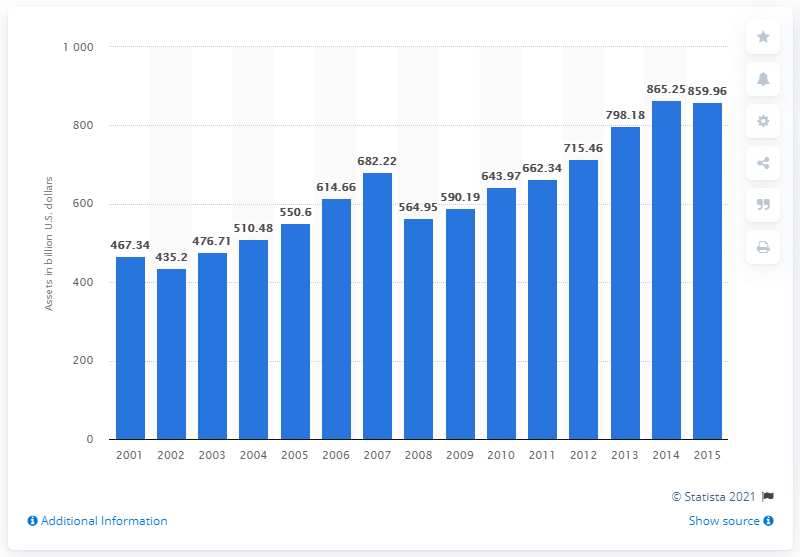 1 000
800
600
400
200
0
Assets in billion U.S. dollars
467.34 435.2 476.71 510.48 550.6 614.66 682.22 564.95 590.19 643.97 662.34 715.46 798.18 865.25 859.96
2001 2002 2003 2004 2005 2006 2007 2008 2009 2010 2011 2012 2013 2014 2015
© Statista 2021
Additional Information
Show source